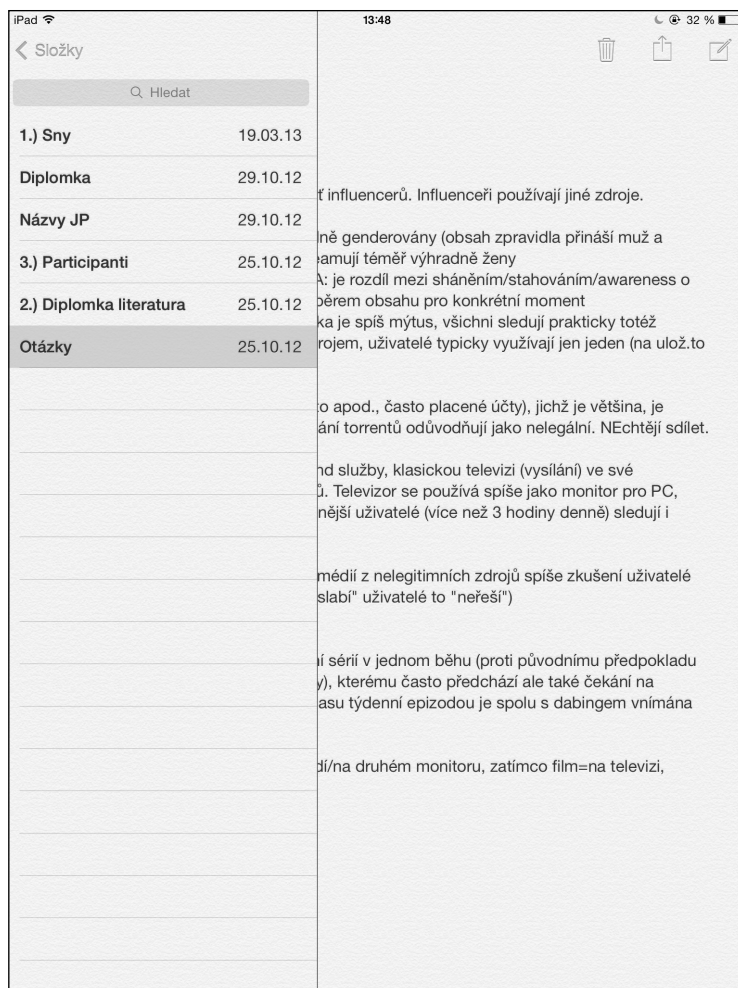 iPad 13:48 32 %
Složky
Hledat
1.) Sny 19.03.13
Diplomka 29.10.12
Názvy JP 29.10.12
3.) Participanti 25.10.12
2.) Diplomka literatura 25.10.12
Otázky 25.10.12
ť influencerů. Influenceři používají jiné zdroje.
lně genderovány (obsah zpravidla přináší muž a
eamují téměř výhradně ženy
A: je rozdíl mezi sháněním/stahováním/awareness o
běrem obsahu pro konkrétní moment
ka je spíš mýtus, všichni sledují prakticky totéž
rojem, uživatelé typicky využívají jen jeden (na ulož.to
to apod., často placené účty), jichž je většina, je
ání torrentů odůvodňují jako nelegální. NEchtějí sdílet.
nd služby, klasickou televizi (vysílání) ve své
ů. Televizor se používá spíše jako monitor pro PC,
nější uživatelé (více než 3 hodiny denně) sledují i
médií z nelegitimních zdrojů spíše zkušení uživatelé
slabí" uživatelé to "neřeší")
ní sérií v jednom běhu (proti původnímu předpokladu
y), kterému často předchází ale také čekání na
asu týdenní epizodou je spolu s dabingem vnímána
dí/na druhém monitoru, zatímco film=na televizi,